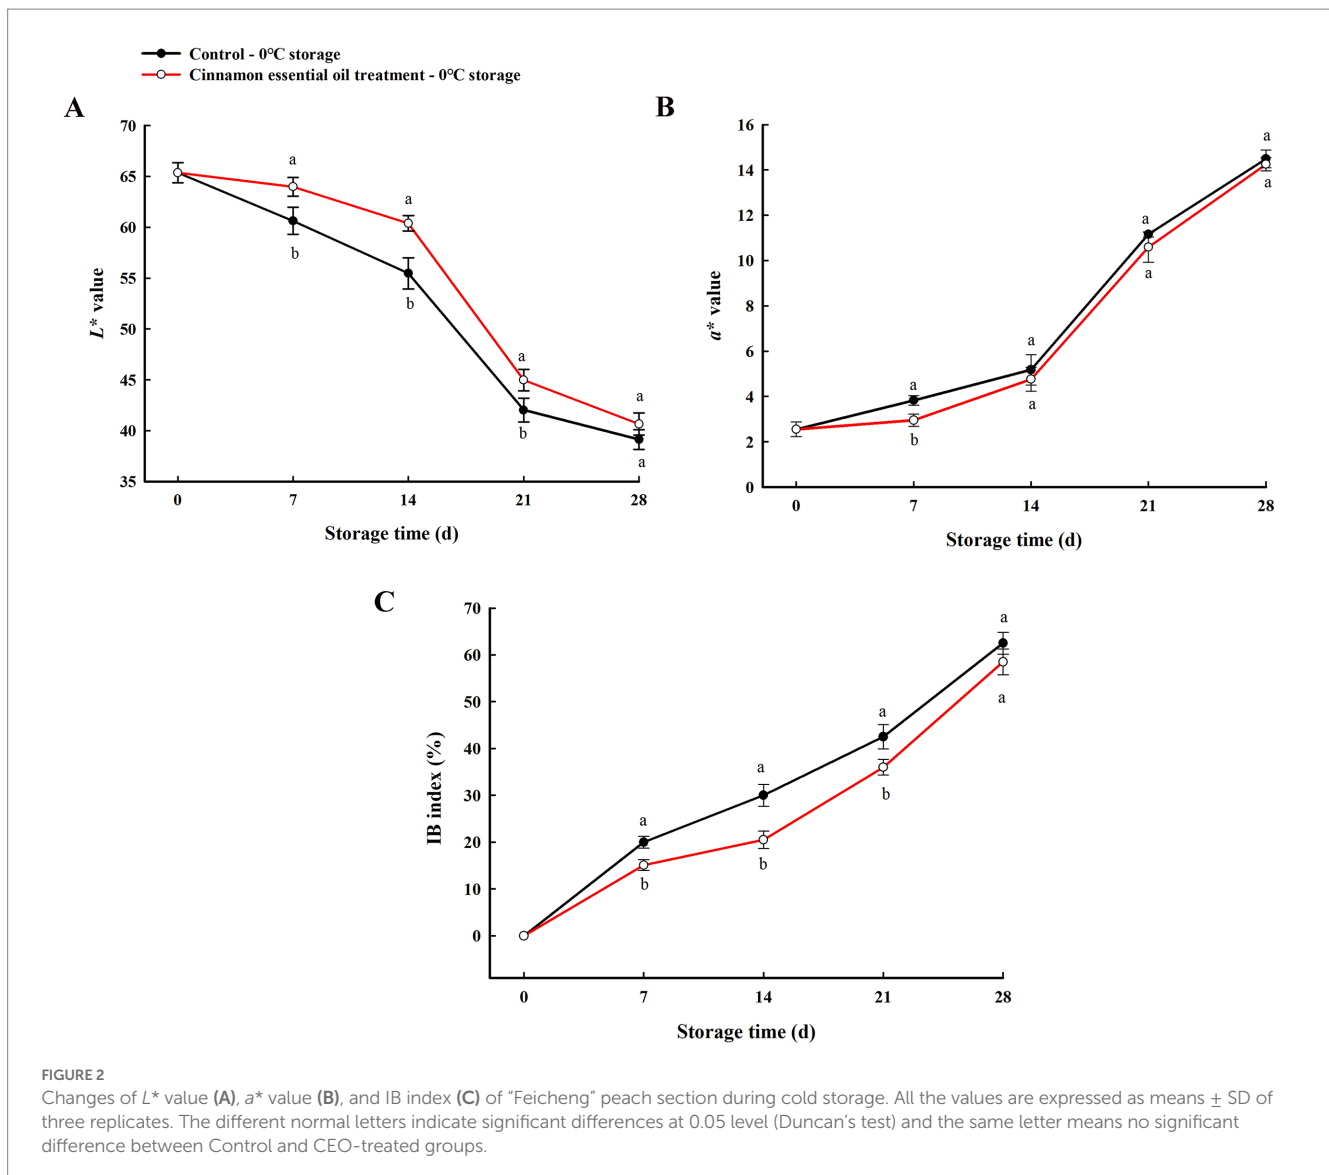 Control - 0°C storage
Cinnamon essential oil treatment - 0°C storage
A
70
65
60
55
50
45
40
35
L* value
a
a
b
b
a
b
a
a
0 7 14 21 28
Storage time (d)
B
16
14
12
10
8
6
4
2
0
a* value
a
a
a
a
a
b
a
a
0 7 14 21 28
Storage time (d)
C
70
60
50
40
30
20
10
0
IB index (%)
a
a
a
a
a
b
b
b
0 7 14 21 28
Storage time (d)
FIGURE 2
Changes of L* value (A), a* value (B), and IB index (C) of "Feicheng" peach section during cold storage. All the values are expressed as means ± SD of
three replicates. The different normal letters indicate significant differences at 0.05 level (Duncan's test) and the same letter means no significant
difference between Control and CEO-treated groups.